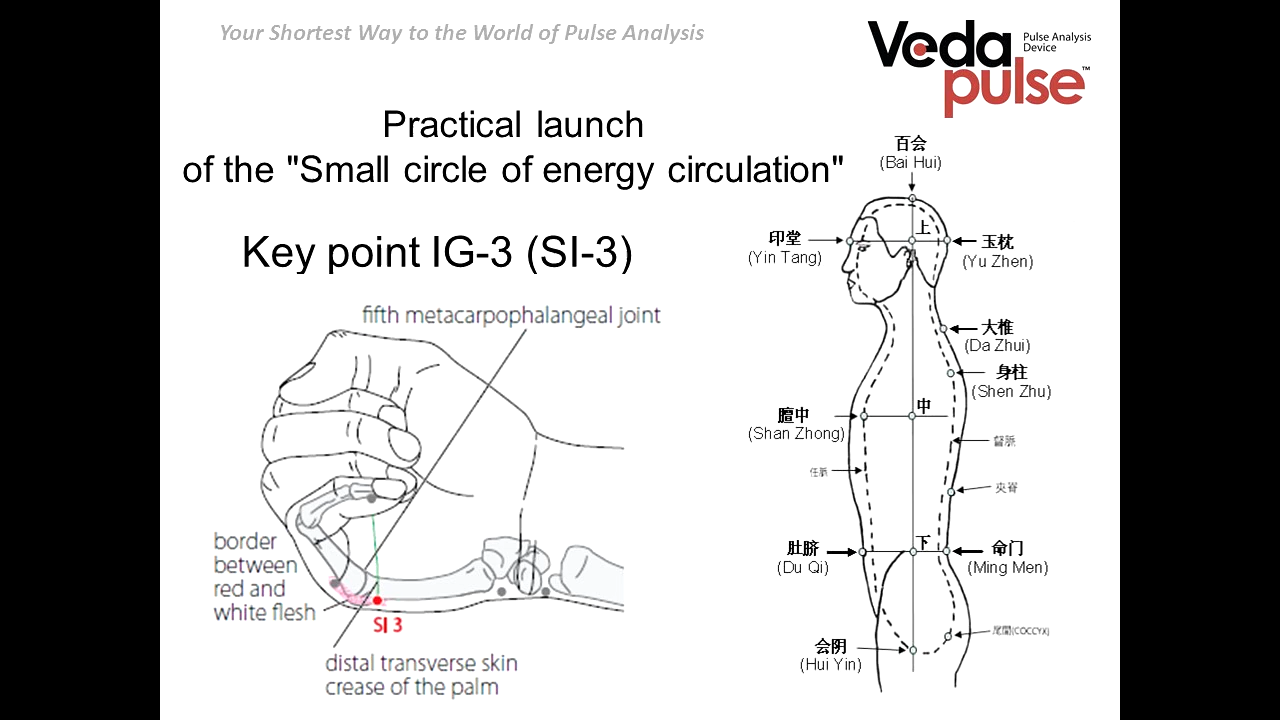 Your Shortest Way to the World of Pulse Analysis
Veda
pulse™
Pulse Analysis
Device
Practical launch
of the "Small circle of energy circulation"
Key point IG-3 (SI-3)
fifth metacarpophalangeal joint
border
between
red and
white flesh
SI 3
distal transverse skin
crease of the palm
百会
(Bai Hui)
上
印堂
(Yin Tang)
玉枕
(Yu Zhen)
大椎
(Da Zhui)
身柱
(Shen Zhu)
中
膻中
(Shan Zhong)
督脈
任脈
夾脊
下
肚脐
(Du Qi)
命门
(Ming Men)
尾閭(COCCYX)
会阴
(Hui Yin)